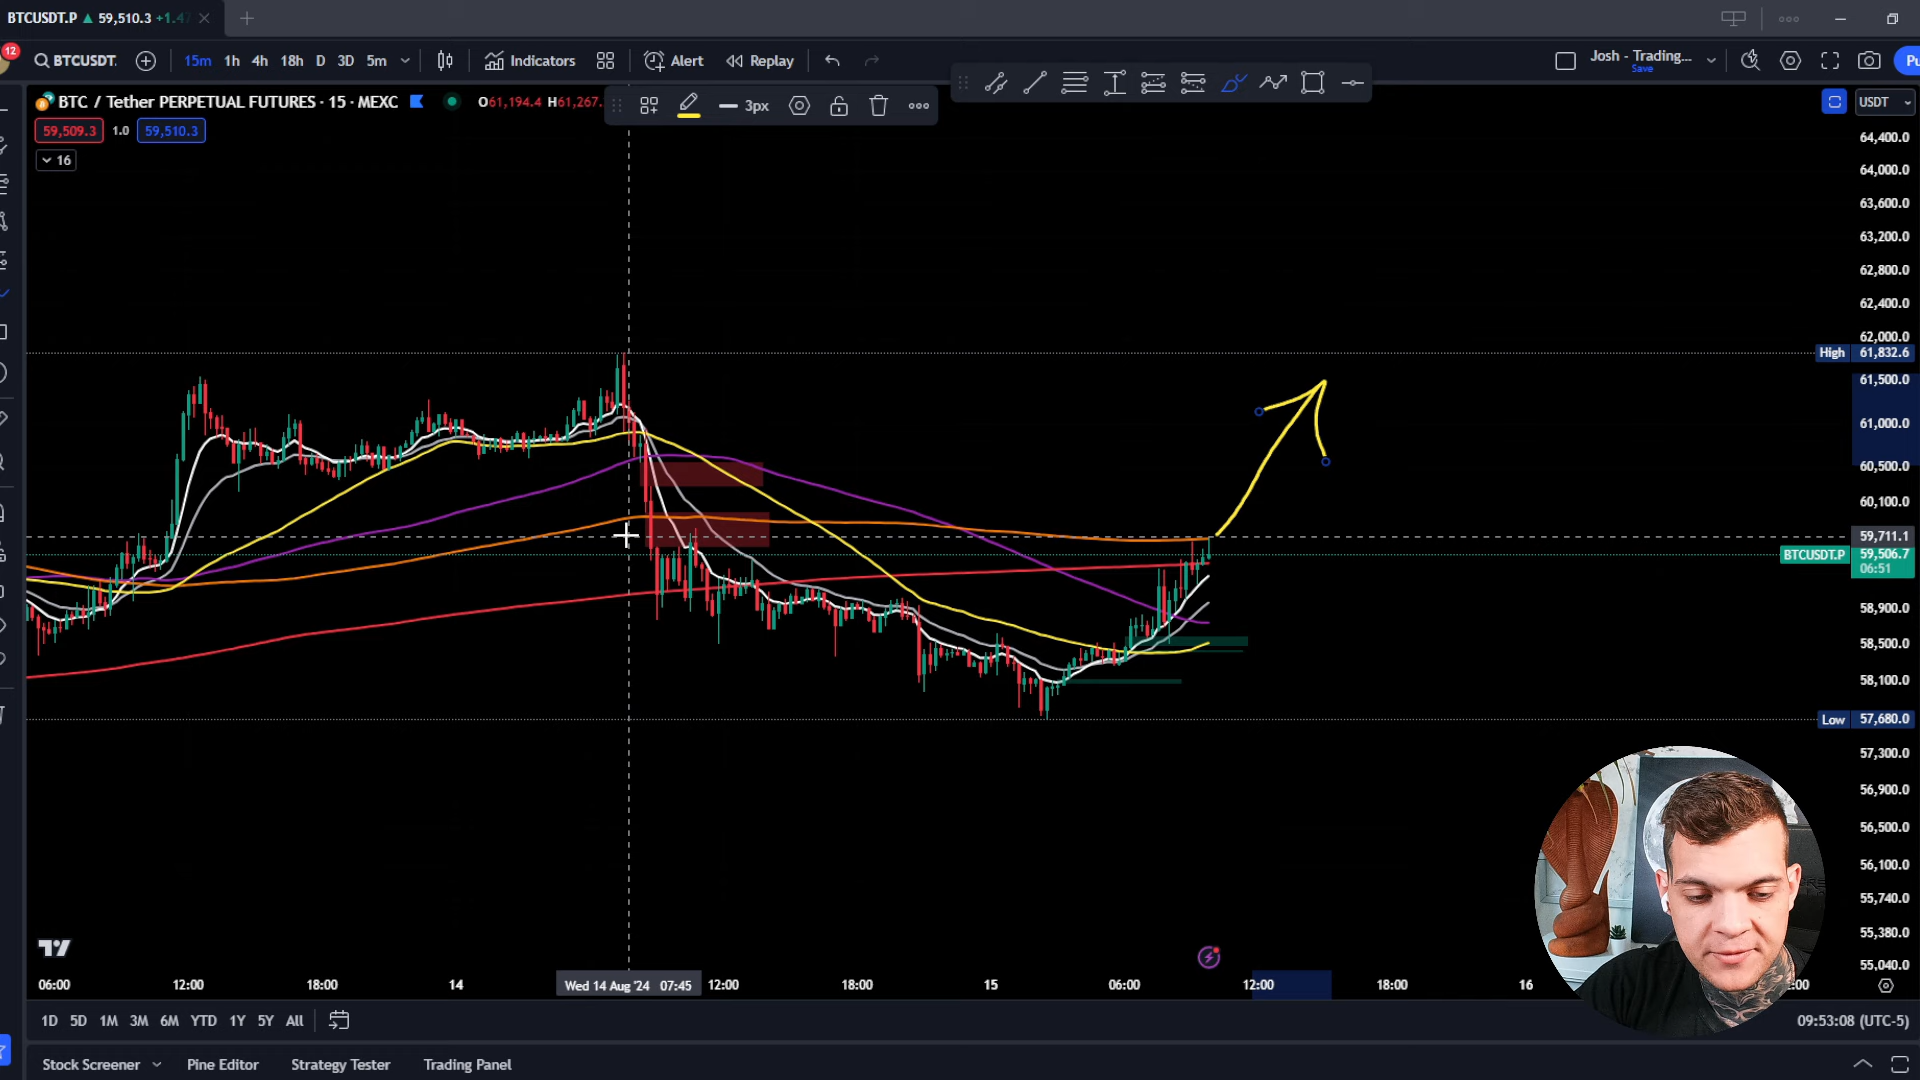 BTCUSDT.P ▲ 59,510.3 +1.4
12
BTCUSDT. 15m 1h 4h 18h D 3D 5m Indicators Alert Replay Josh - Trading... Save Pu
BTC / Tether PERPETUAL FUTURES · 15 · MEXC O61,194.4 H61,267. 3px USDT
59,509.3 1.0 59,510.3
16
64,400.0
64,000.0
63,600.0
63,200.0
62,800.0
62,400.0
62,000.0
High 61,832.6
61,500.0
61,000.0
60,500.0
60,100.0
59,711.1
BTCUSDT.P 59,506.7
06:51
58,900.0
58,500.0
58,100.0
Low 57,680.0
57,300.0
56,900.0
56,500.0
56,100.0
55,740.0
55,380.0
55,040.0
06:00 12:00 18:00 14 Wed 14 Aug '24 07:45 12:00 18:00 15 06:00 12:00 18:00 16 :00
1D 5D 1M 3M 6M YTD 1Y 5Y All 09:53:08 (UTC-5)
Stock Screener Pine Editor Strategy Tester Trading Panel